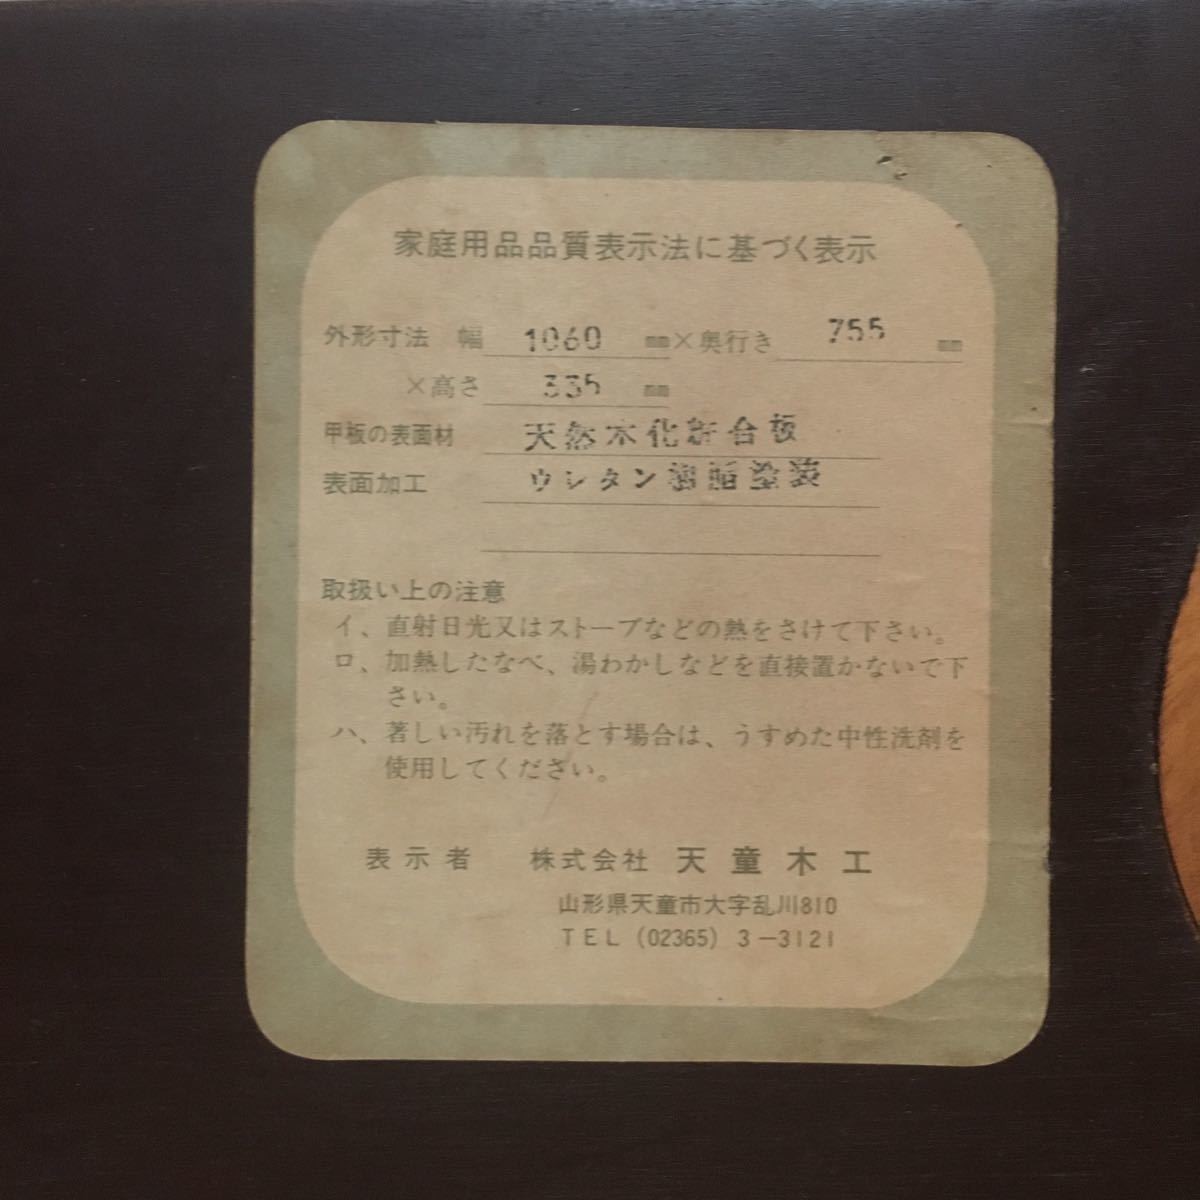 家庭用品品質表示法に基づく表示
外形寸法 幅 1060 mm×奥行き 755 mm
×高さ 335 mm
甲板の表面材 天然木化粧合板
表面加工 ウレタン樹脂塗装
取扱い上の注意
イ、直射日光又はストーブなどの熱をさけて下さい。
ロ、加熱したなべ、湯わかしなどを直接置かないで下
さい。
ハ、著しい汚れを落とす場合は、うすめた中性洗剤を
使用してください。
表示者 株式会社 天童木工
山形県天童市大字乱川810
TEL (02365) 3-3121